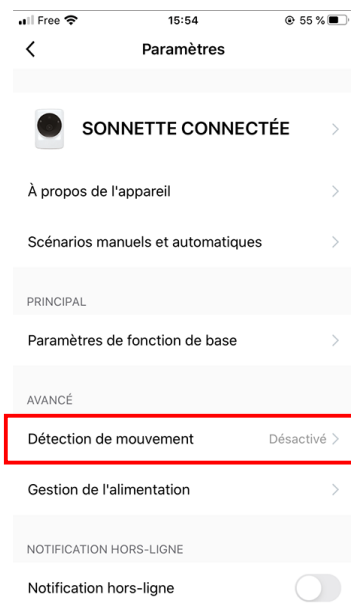 Free 15:54 55 %
Paramètres
SONNETTE CONNECTÉE
À propos de l'appareil
Scénarios manuels et automatiques
PRINCIPAL
Paramètres de fonction de base
AVANCÉ
Détection de mouvement Désactivé
Gestion de l'alimentation
NOTIFICATION HORS-LIGNE
Notification hors-ligne